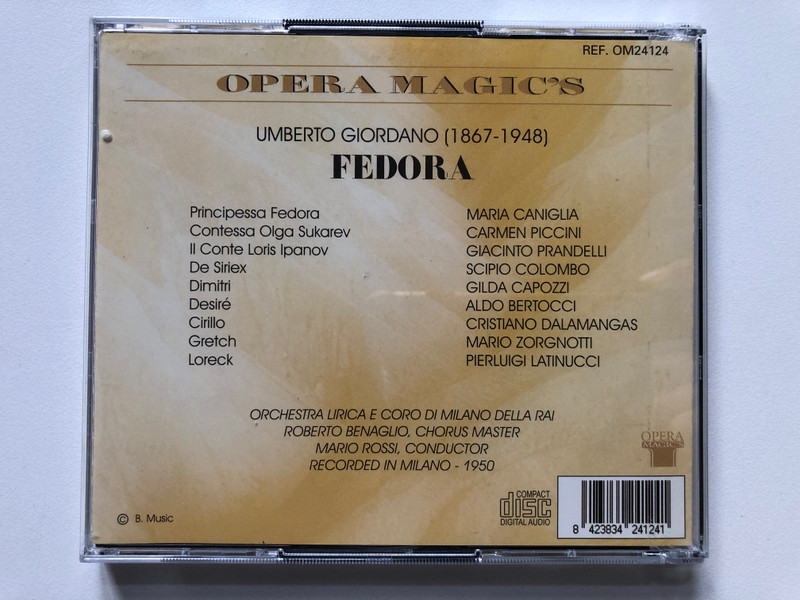 REF. OM24124
OPERA MAGIC'S
UMBERTO GIORDANO (1867-1948)
FEDORA
Principessa Fedora MARIA CANIGLIA
Contessa Olga Sukarev CARMEN PICCINI
Il Conte Loris Ipanov GIACINTO PRANDELLI
De Siriex SCIPIO COLOMBO
Dimitri GILDA CAPOZZI
Desiré ALDO BERTOCCI
Cirillo CRISTIANO DALAMANGAS
Gretch MARIO ZORGNOTTI
Loreck PIERLUIGI LATINUCCI
ORCHESTRA LIRICA E CORO DI MILANO DELLA RAI
ROBERTO BENAGLIO, CHORUS MASTER
MARIO ROSSI, CONDUCTOR
RECORDED IN MILANO - 1950
OPERA
MAGIC'S
© B. Music
COMPACT
disc
DIGITAL AUDIO
8 423834 241241